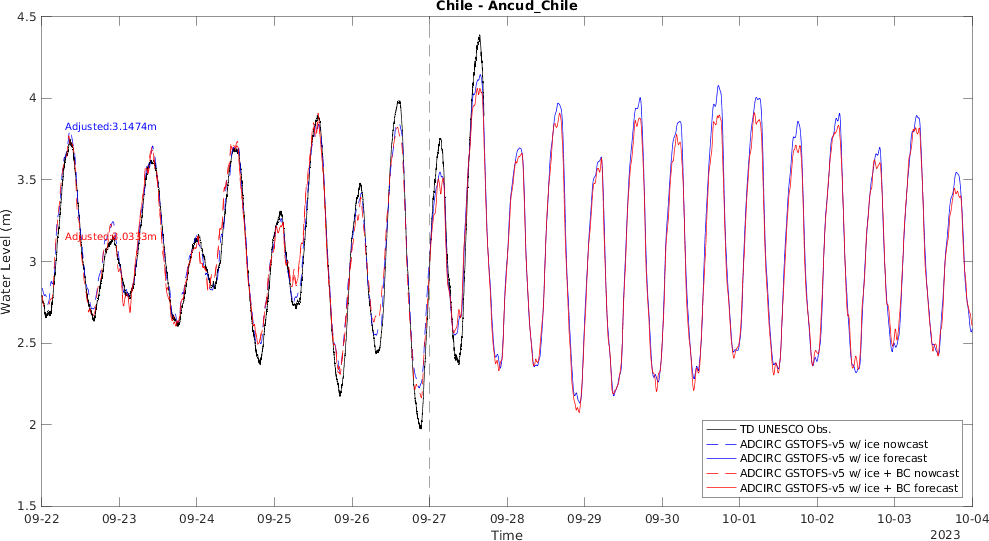 Chile - Ancud_Chile
4.5
4
3.5
3
2.5
2
1.5
Water Level (m)
Adjusted:3.1474m
Adjusted:3.0333m
TD UNESCO Obs.
ADCIRC GSTOFS-v5 w/ ice nowcast
ADCIRC GSTOFS-v5 w/ ice forecast
ADCIRC GSTOFS-v5 w/ ice + BC nowcast
ADCIRC GSTOFS-v5 w/ ice + BC forecast
09-22 09-23 09-24 09-25 09-26 09-27 09-28 09-29 09-30 10-01 10-02 10-03 10-04
Time
2023